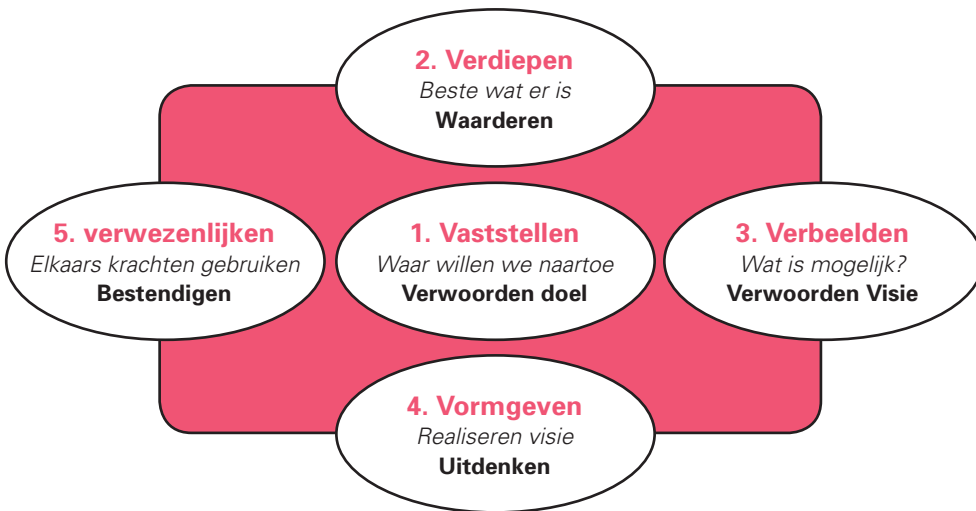 2. Verdiepen
Beste wat er is
Waarderen
5. verwezenlijken
Elkaars krachten gebruiken
Bestendigen
1. Vaststellen
Waar willen we naartoe
Verwoorden doel
3. Verbeelden
Wat is mogelijk?
Verwoorden Visie
4. Vormgeven
Realiseren visie
Uitdenken